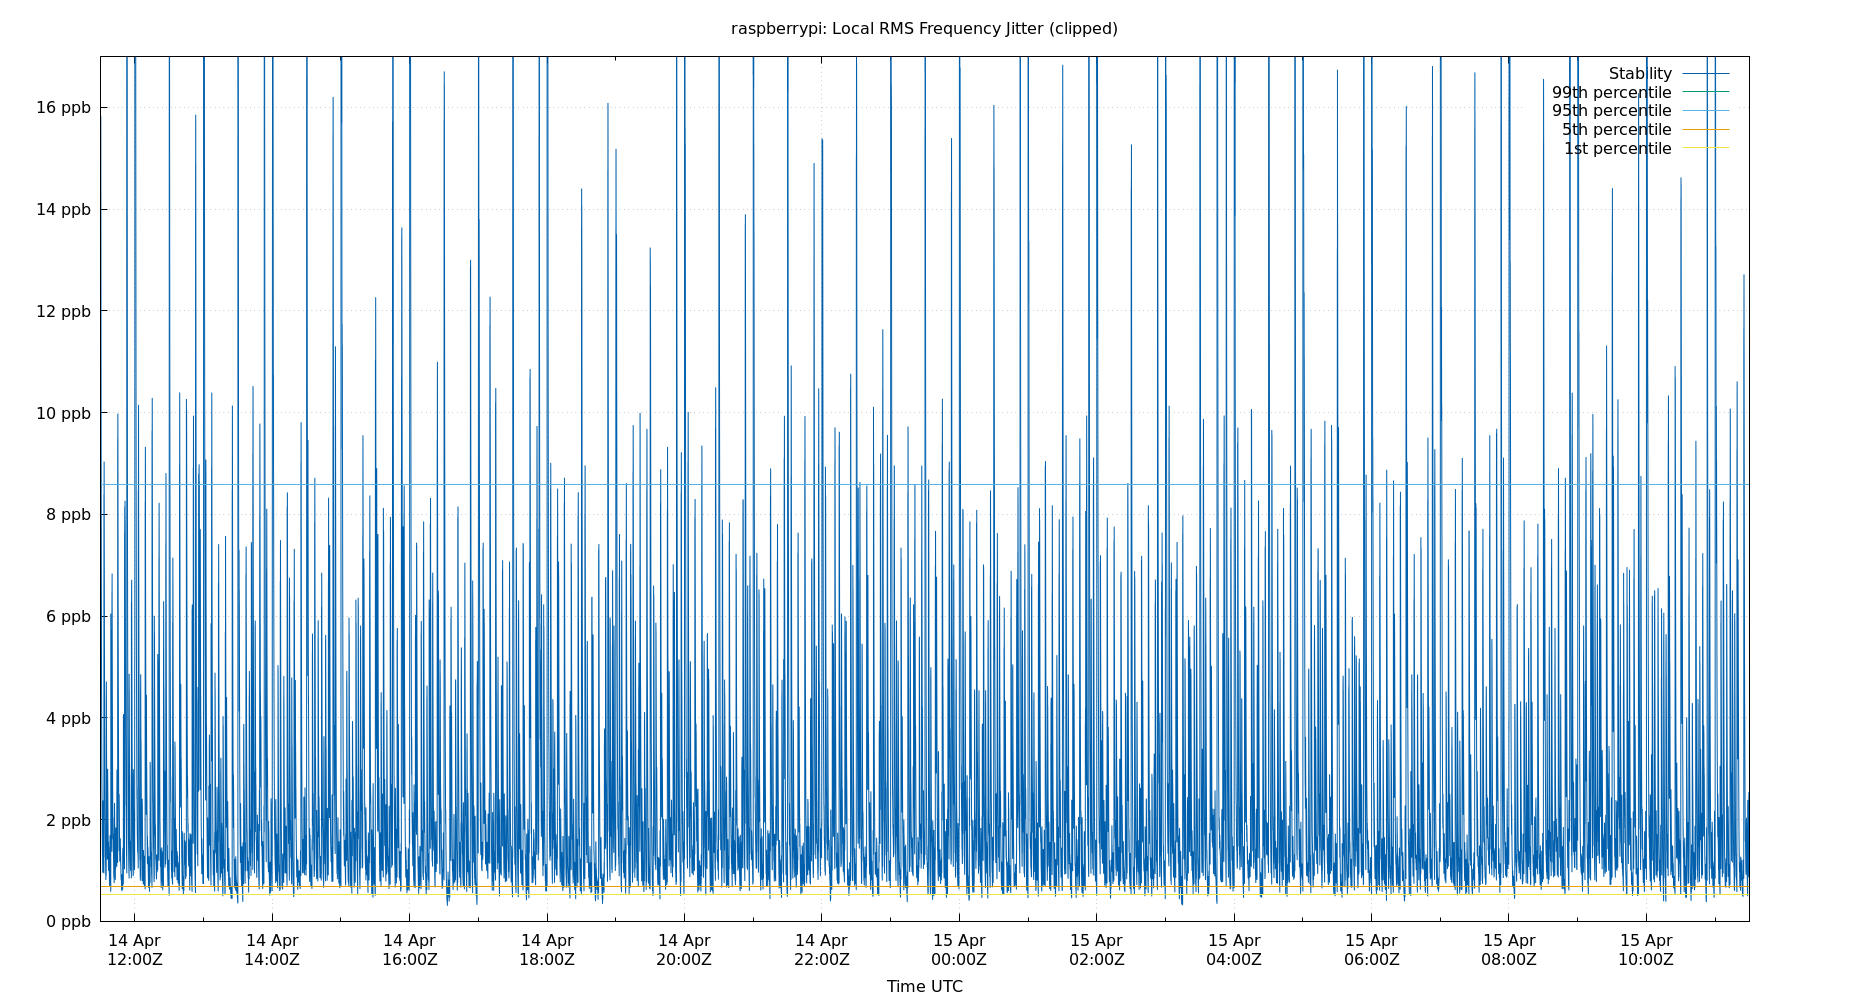 raspberrypi: Local RMS Frequency Jitter (clipped)
Stability
99th percentile
95th percentile
5th percentile
1st percentile
16 ppb
14 ppb
12 ppb
10 ppb
8 ppb
6 ppb
4 ppb
2 ppb
0 ppb
14 Apr 14 Apr 14 Apr 14 Apr 14 Apr 14 Apr 15 Apr 15 Apr 15 Apr 15 Apr 15 Apr 15 Apr
12:00Z 14:00Z 16:00Z 18:00Z 20:00Z 22:00Z 00:00Z 02:00Z 04:00Z 06:00Z 08:00Z 10:00Z
Time UTC